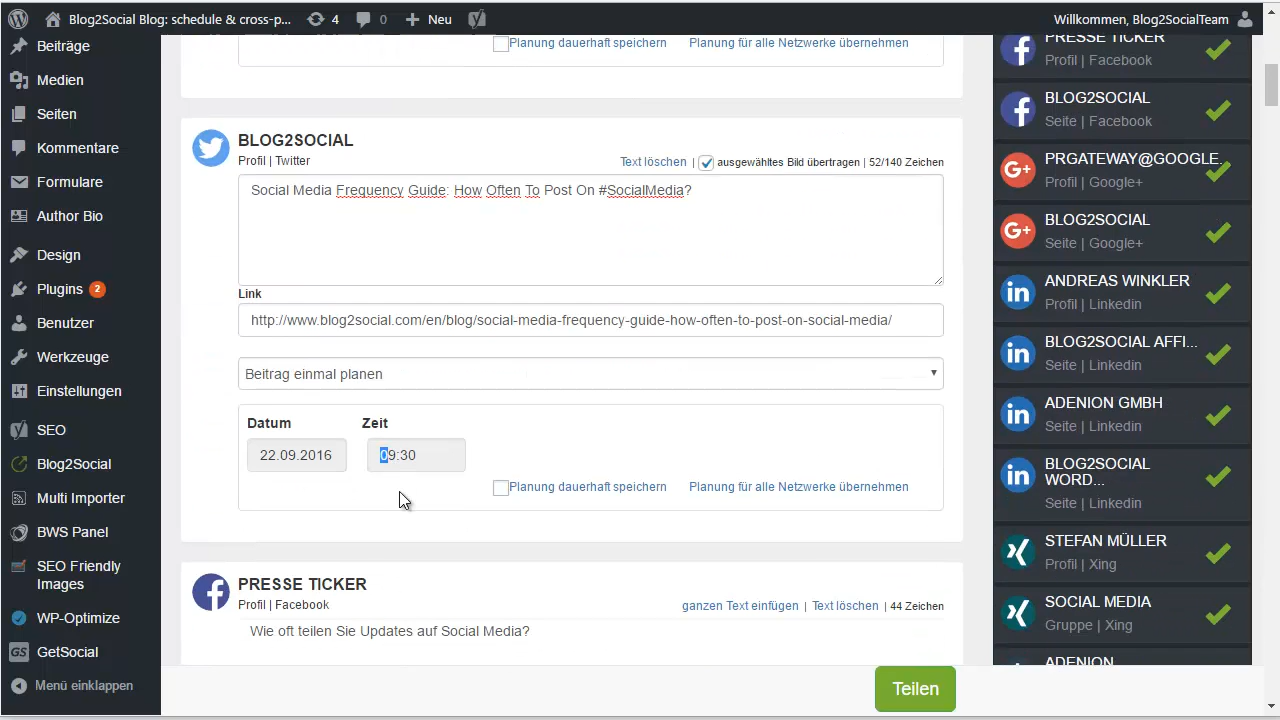 Blog2Social Blog: schedule & cross-p... 4 0 Neu Willkommen, Blog2SocialTeam
Beiträge
Medien
Seiten
Kommentare
Formulare
Author Bio
Design
Plugins 2
Benutzer
Werkzeuge
Einstellungen
SEO
Blog2Social
Multi Importer
BWS Panel
SEO Friendly
Images
WP-Optimize
GS GetSocial
Menü einklappen
Planung dauerhaft speichern Planung für alle Netzwerke übernehmen
BLOG2SOCIAL
Profil | Twitter
Text löschen | ausgewähltes Bild übertragen | 52/140 Zeichen
Social Media Frequency Guide: How Often To Post On #SocialMedia?
Link
http://www.blog2social.com/en/blog/social-media-frequency-guide-how-often-to-post-on-social-media/
Beitrag einmal planen
Datum Zeit
22.09.2016 09:30
Planung dauerhaft speichern Planung für alle Netzwerke übernehmen
PRESSE TICKER
Profil | Facebook
ganzen Text einfügen | Text löschen | 44 Zeichen
Wie oft teilen Sie Updates auf Social Media?
Teilen
PRESSE TICKER
Profil | Facebook
BLOG2SOCIAL
Seite | Facebook
PRGATEWAY@GOOGLE...
Profil | Google+
BLOG2SOCIAL
Seite | Google+
ANDREAS WINKLER
Profil | Linkedin
BLOG2SOCIAL AFFI...
Seite | Linkedin
ADENION GMBH
Seite | Linkedin
BLOG2SOCIAL
WORD...
Seite | Linkedin
STEFAN MÜLLER
Profil | Xing
SOCIAL MEDIA
Gruppe | Xing
ADENION